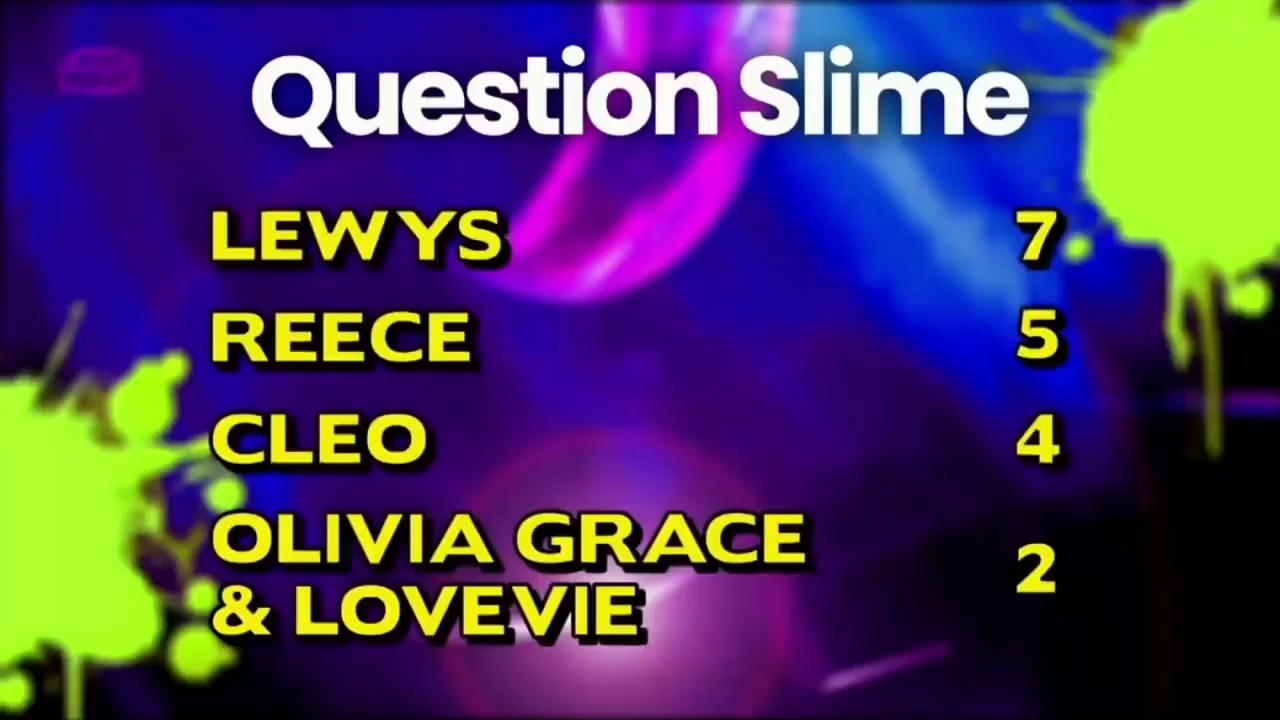 Question Slime
LEWYS 7
REECE 5
CLEO 4
OLIVIA GRACE
& LOVEVIE 2